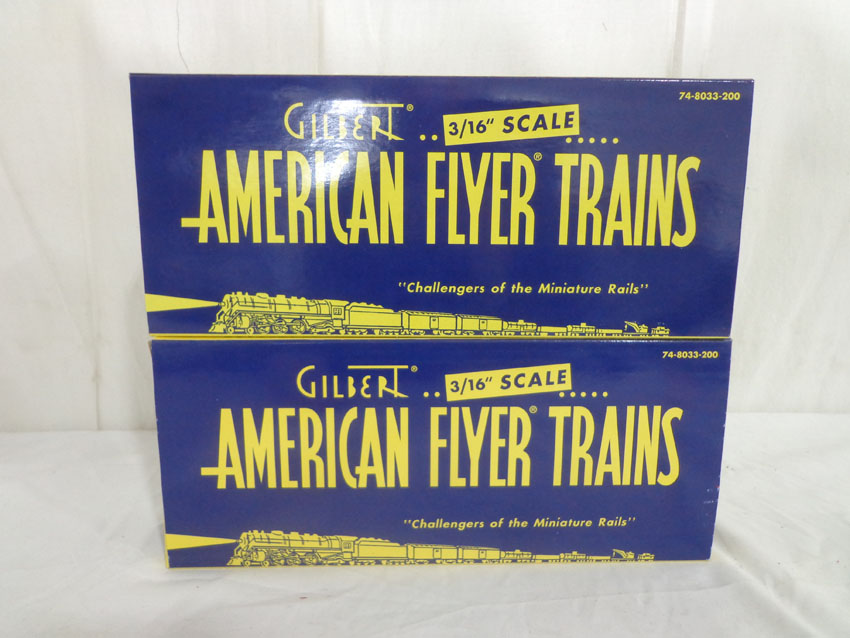 74-8033-200
GILBERT® .. 3/16" SCALE .....
AMERICAN FLYER® TRAINS
"Challengers of the Miniature Rails"
74-8033-200
GILBERT® .. 3/16" SCALE .....
AMERICAN FLYER® TRAINS
"Challengers of the Miniature Rails"